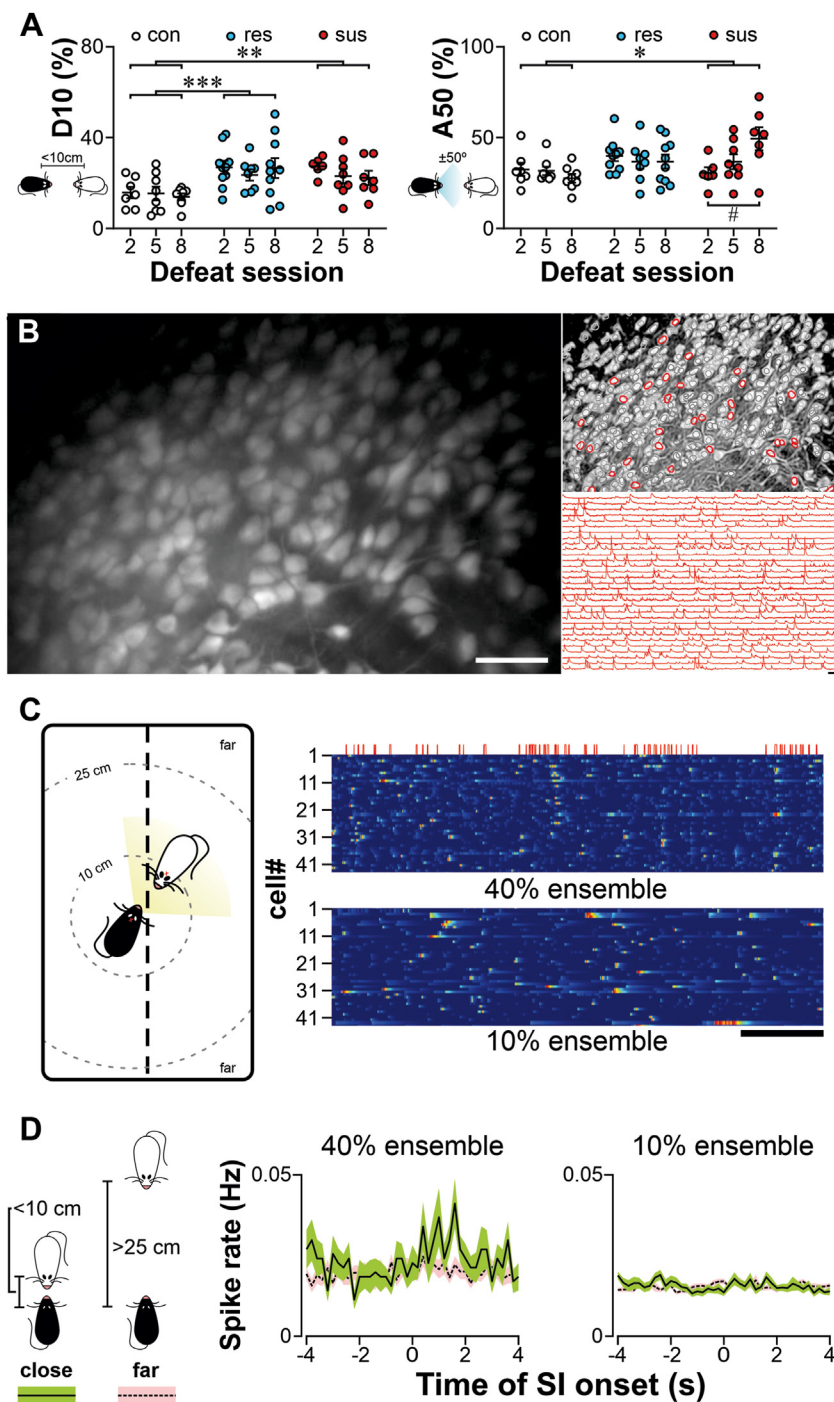 A
con res sus
D10 (%)
80
40
0
**
***
<10cm
2 5 8 2 5 8 2 5 8
Defeat session
con res sus
A50 (%)
100
50
0
*
#
±50º
2 5 8 2 5 8 2 5 8
Defeat session
B
C
far
25 cm
10 cm
far
cell#
1
11
21
31
41
40% ensemble
1
11
21
31
41
10% ensemble
D
<10 cm
>25 cm
close far
40% ensemble
Spike rate (Hz)
0.05
0
-4 -2 0 2 4
10% ensemble
0.05
0
-4 -2 0 2 4
Time of SI onset (s)